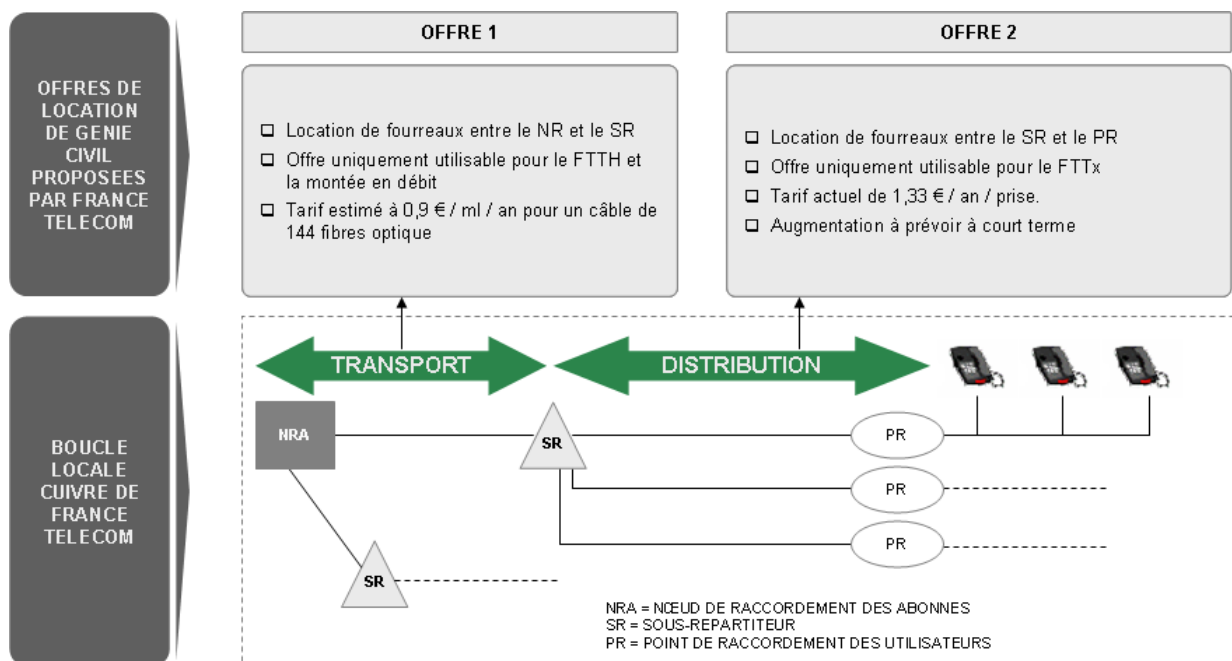 OFFRES DE
LOCATION
DE GENIE
CIVIL
PROPOSEES
PAR FRANCE
TELECOM
OFFRE 1
❑ Location de fourreaux entre le NR et le SR
❑ Offre uniquement utilisable pour le FTTH et
la montée en débit
❑ Tarif estimé à 0,9 € / ml / an pour un câble de
144 fibres optique
OFFRE 2
❑ Location de fourreaux entre le SR et le PR
❑ Offre uniquement utilisable pour le FTTx
❑ Tarif actuel de 1,33 € / an / prise.
❑ Augmentation à prévoir à court terme
BOUCLE
LOCALE
CUIVRE DE
FRANCE
TELECOM
TRANSPORT
DISTRIBUTION
NRA
SR
PR
PR
PR
SR
NRA = NŒUD DE RACCORDEMENT DES ABONNES
SR = SOUS-REPARTITEUR
PR = POINT DE RACCORDEMENT DES UTILISATEURS